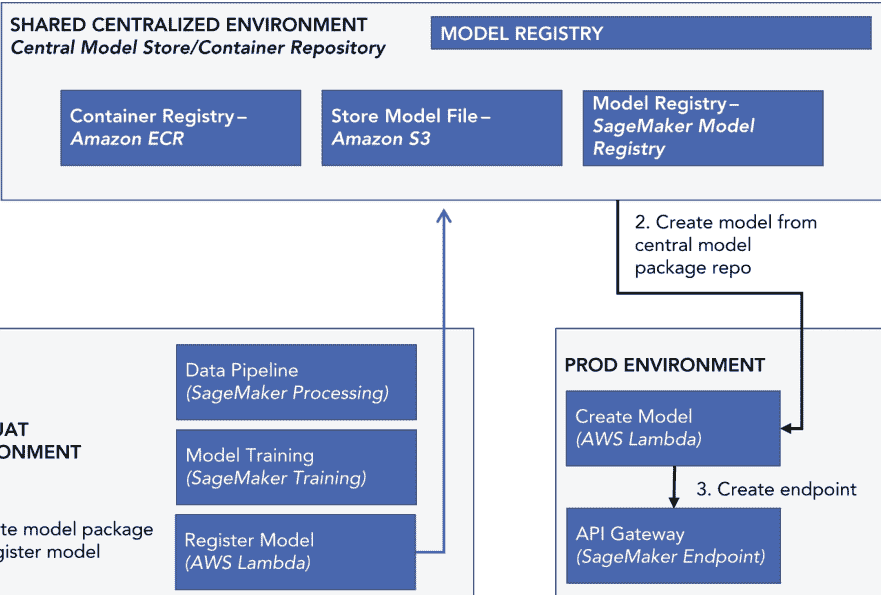 SHARED CENTRALIZED ENVIRONMENT
Central Model Store/Container Repository
MODEL REGISTRY
Container Registry–
Amazon ECR
Store Model File–
Amazon S3
Model Registry–
SageMaker Model
Registry
2. Create model from
central model
package repo
Data Pipeline
(SageMaker Processing)
Model Training
(SageMaker Training)
Register Model
(AWS Lambda)
UAT
model package
model
PROD ENVIRONMENT
Create Model
(AWS Lambda)
3. Create endpoint
API Gateway
(SageMaker Endpoint)